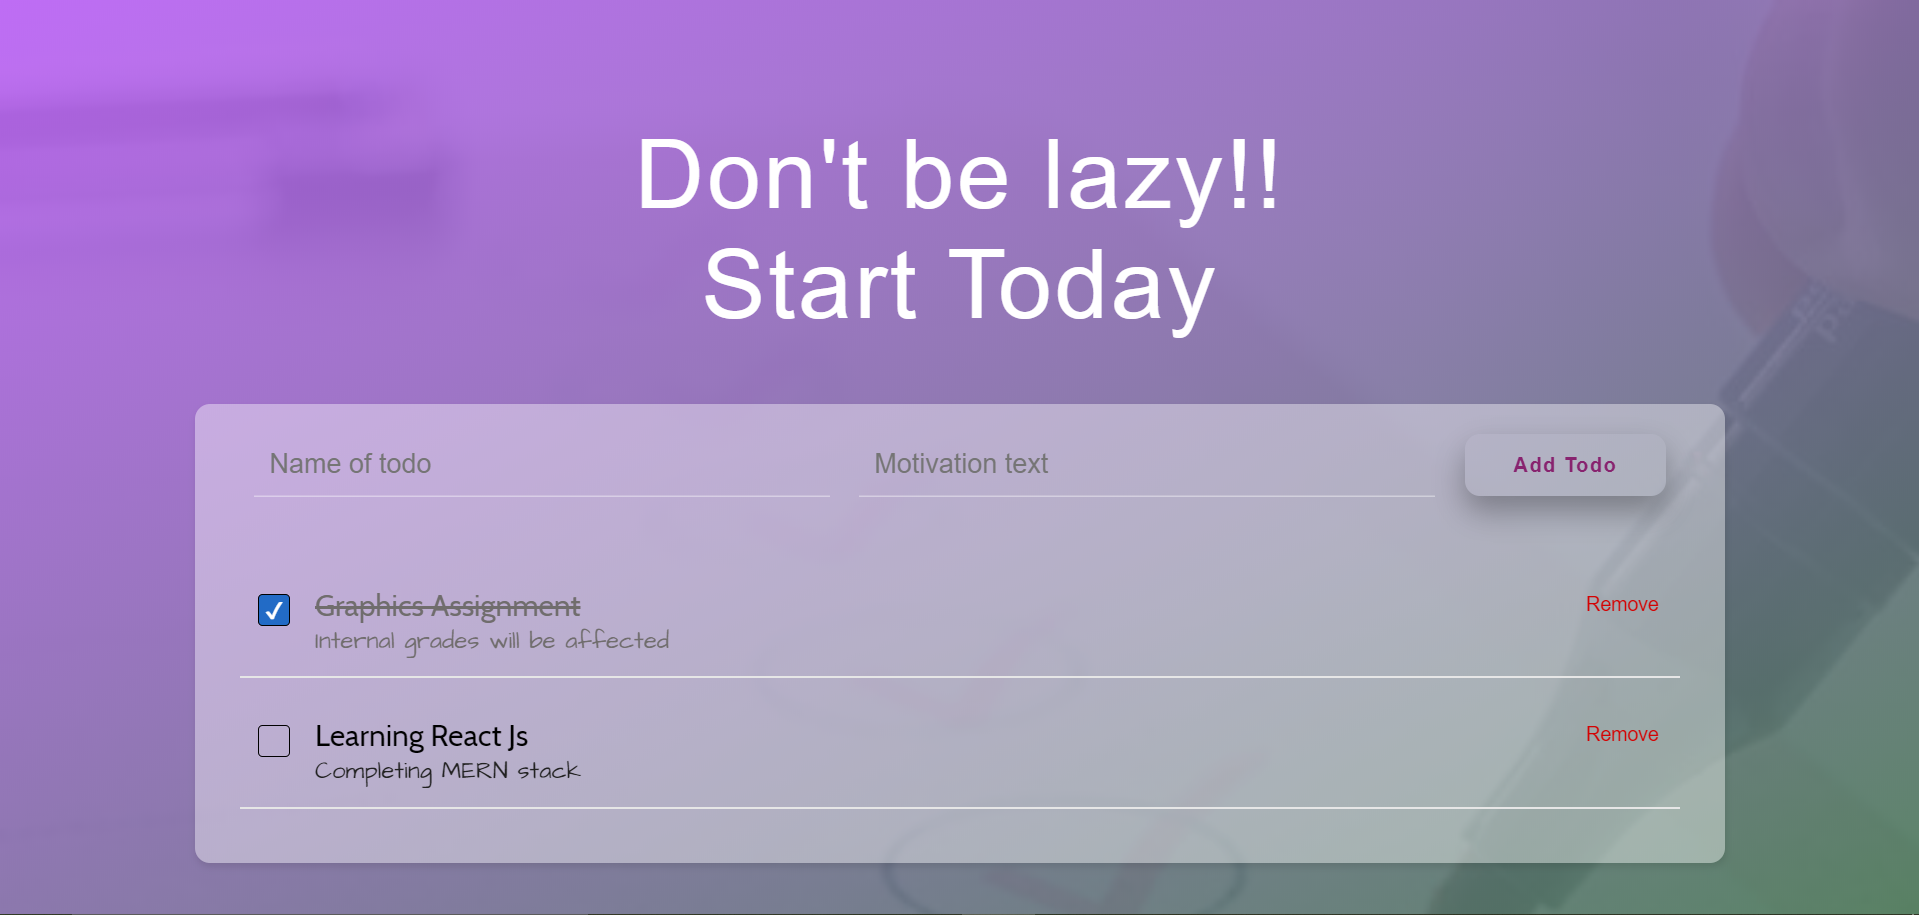 Don't be lazy!!
Start Today
Name of todo
Motivation text
Add Todo
Graphics Assignment
Remove
Internal grades will be affected
Learning React Js
Remove
Completing MERN stack